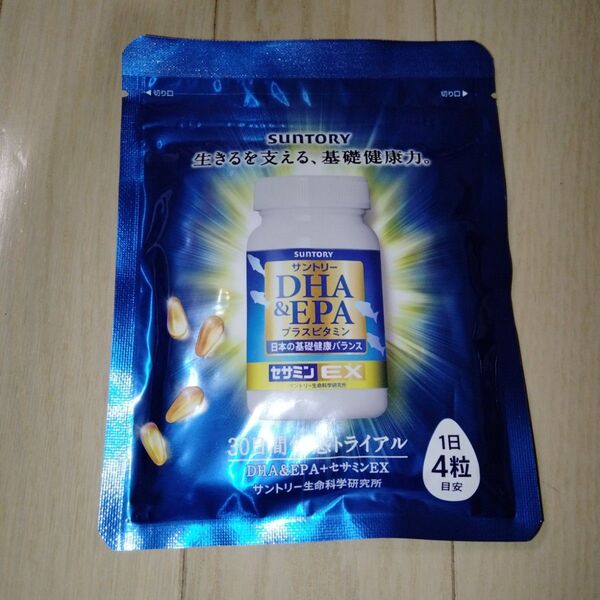 切り口
切り口
SUNTORY
生きるを支える、基礎健康力。
SUNTORY
サントリー
DHA
&EPA
プラスビタミン
日本の基礎健康バランス
セサミンEX
サントリー生命科学研究所
30日間 トライアル
DHA&EPA+セサミンEX
サントリー生命科学研究所
1日
4粒
目安